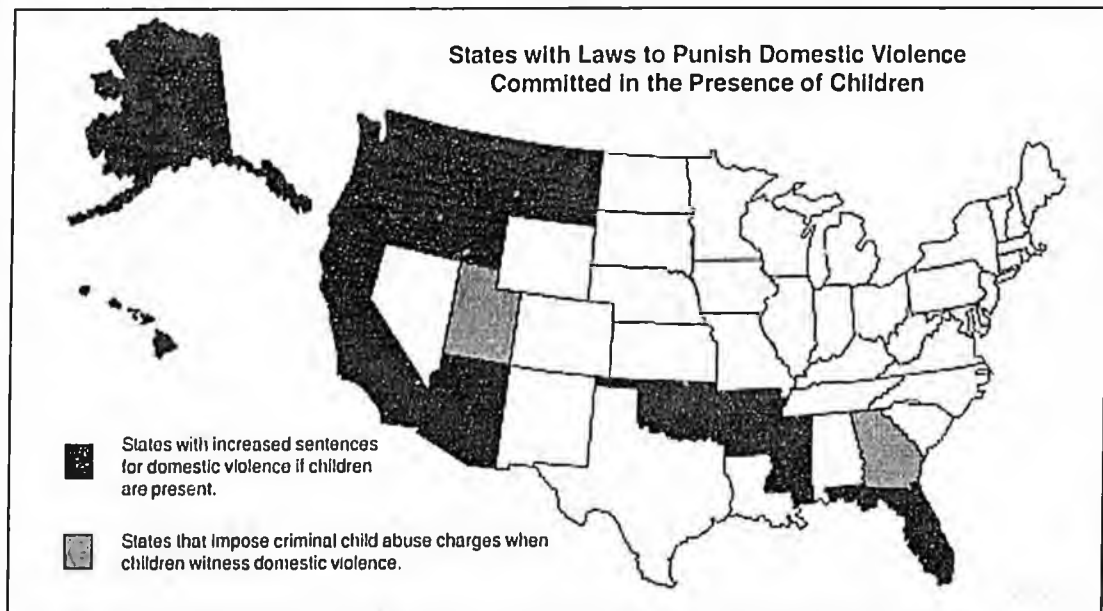 States with Laws to Punish Domestic Violence
Committed in the Presence of Children
States with increased sentences
for domestic violence if children
are present.
States that impose criminal child abuse charges when
children witness domestic violence.